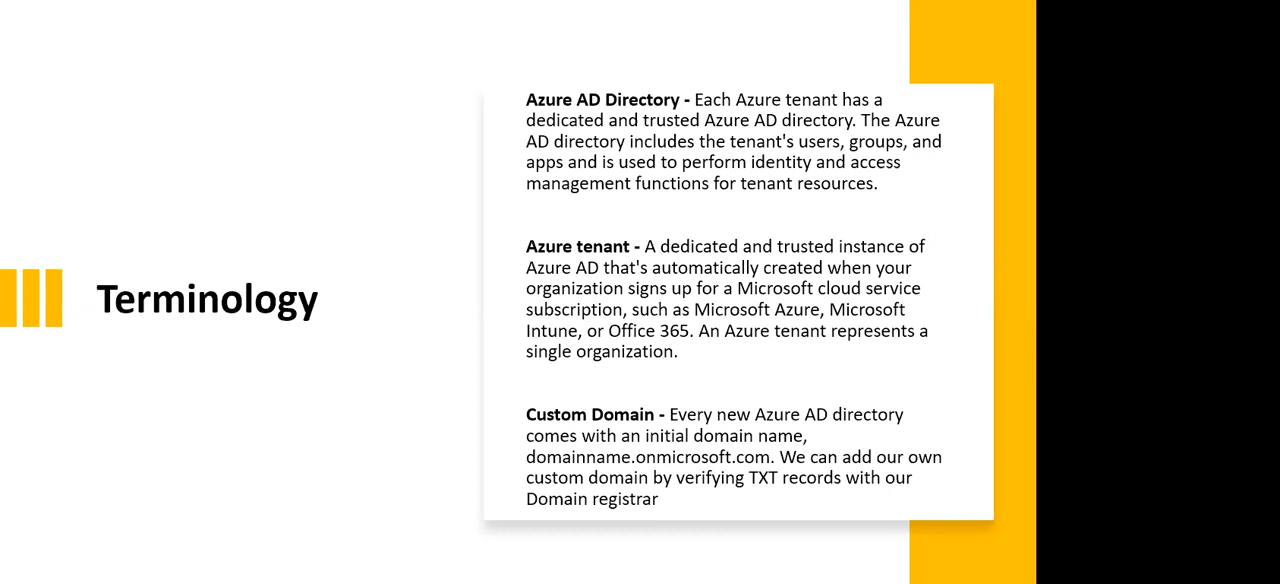 Terminology
Azure AD Directory - Each Azure tenant has a
dedicated and trusted Azure AD directory. The Azure
AD directory includes the tenant's users, groups, and
apps and is used to perform identity and access
management functions for tenant resources.
Azure tenant - A dedicated and trusted instance of
Azure AD that's automatically created when your
organization signs up for a Microsoft cloud service
subscription, such as Microsoft Azure, Microsoft
Intune, or Office 365. An Azure tenant represents a
single organization.
Custom Domain - Every new Azure AD directory
comes with an initial domain name,
domainname.onmicrosoft.com. We can add our own
custom domain by verifying TXT records with our
Domain registrar